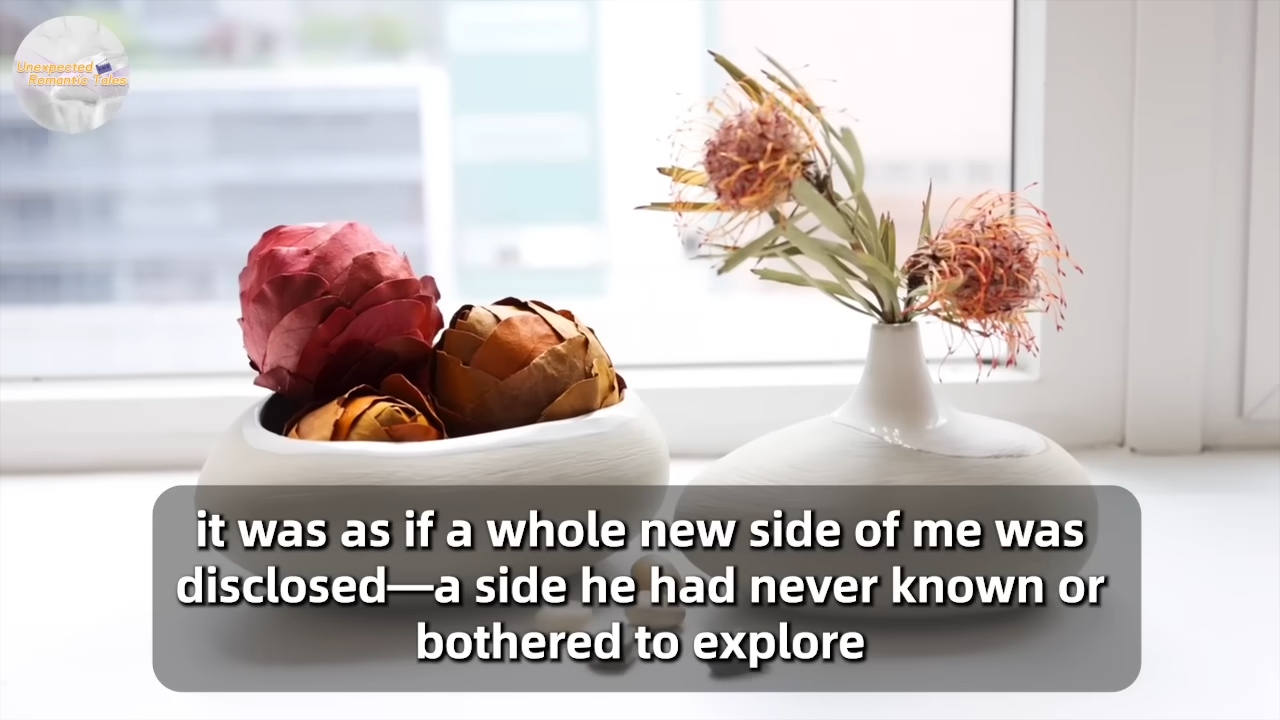 Unexpected
Romantic Tales
it was as if a whole new side of me was
disclosed—a side he had never known or
bothered to explore